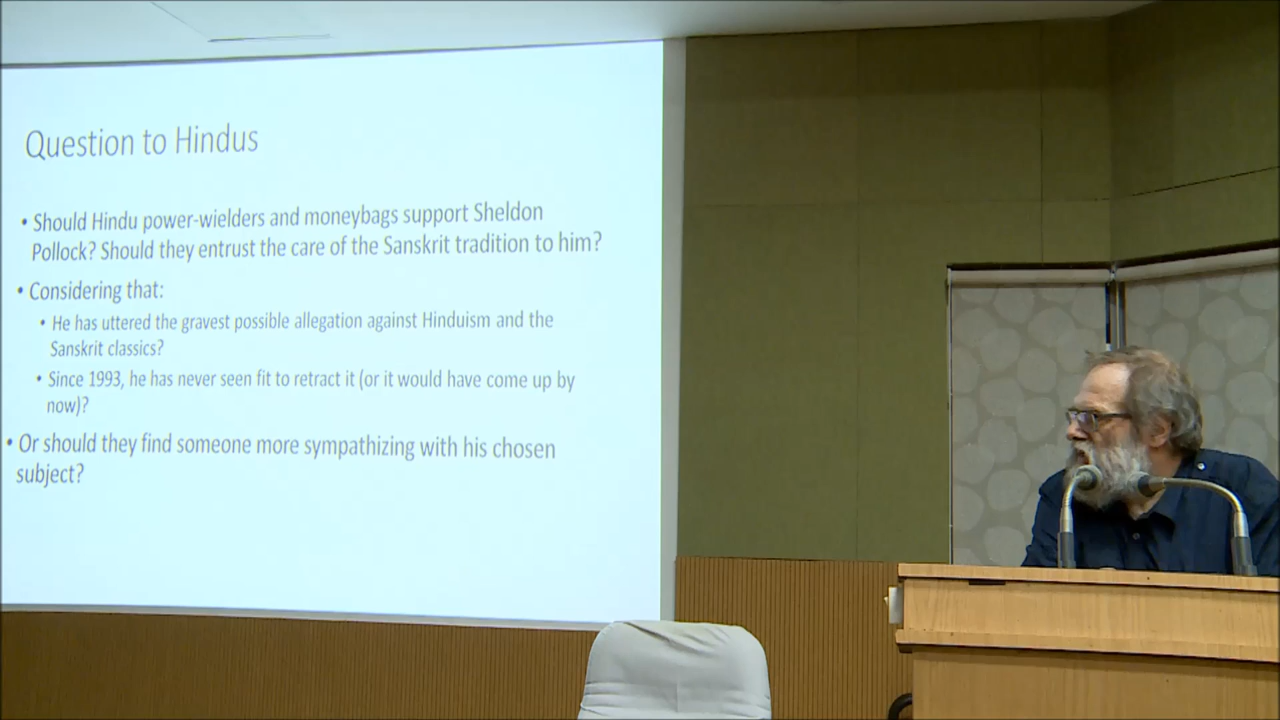 Question to Hindus
• Should Hindu power-wielders and moneybags support Sheldon
Pollock? Should they entrust the care of the Sanskrit tradition to him?
• Considering that:
• He has uttered the gravest possible allegation against Hinduism and the
Sanskrit classics?
• Since 1993, he has never seen fit to retract it (or it would have come up by
now)?
• Or should they find someone more sympathizing with his chosen
subject?